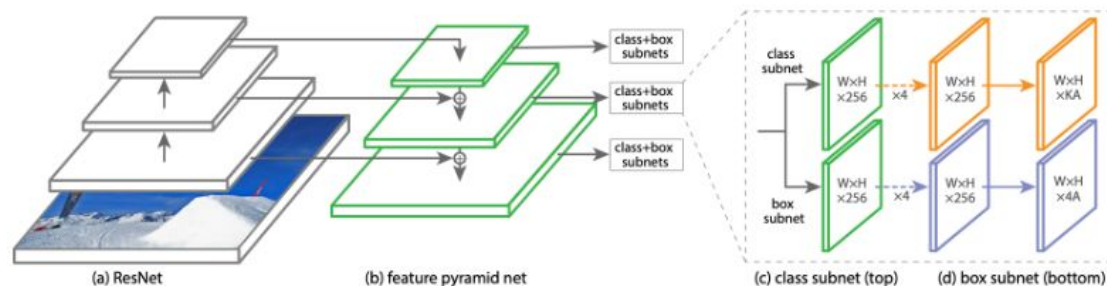 class+box
subnets
class+box
subnets
class+box
subnets
class
subnet
W×H
×256
×4
W×H
×256
W×H
×KA
box
subnet
W×H
×256
×4
W×H
×256
W×H
×4A
(a) ResNet
(b) feature pyramid net
(c) class subnet (top)
(d) box subnet (bottom)